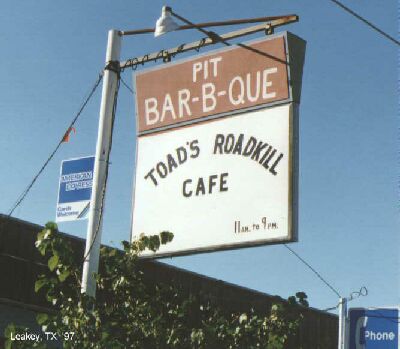 PIT
BAR-B-QUE
TOAD'S ROADKILL
CAFE
11AM. TO 9PM.
AMERICAN
EXPRESS
Cards
Welcome
Phone
Leakey, TX '97